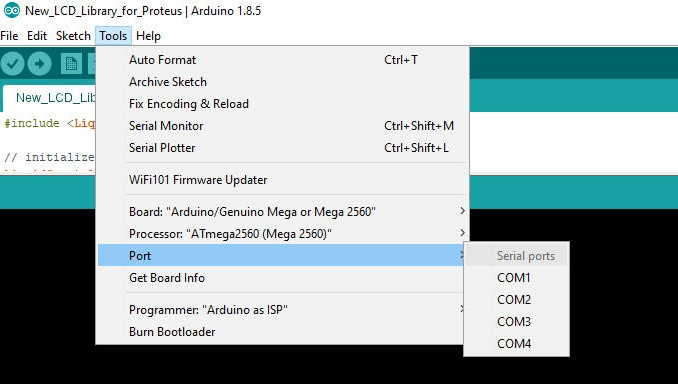 New_LCD_Library_for_Proteus | Arduino 1.8.5
File Edit Sketch Tools Help
Auto Format Ctrl+T
New_LCD_Lib
Archive Sketch
Fix Encoding & Reload
#include <Liq
Serial Monitor Ctrl+Shift+M
Serial Plotter Ctrl+Shift+L
// initialize
WiFi101 Firmware Updater
Board: "Arduino/Genuino Mega or Mega 2560"
Processor: "ATmega2560 (Mega 2560)"
Port
Serial ports
Get Board Info
COM1
COM2
Programmer: "Arduino as ISP"
COM3
Burn Bootloader
COM4